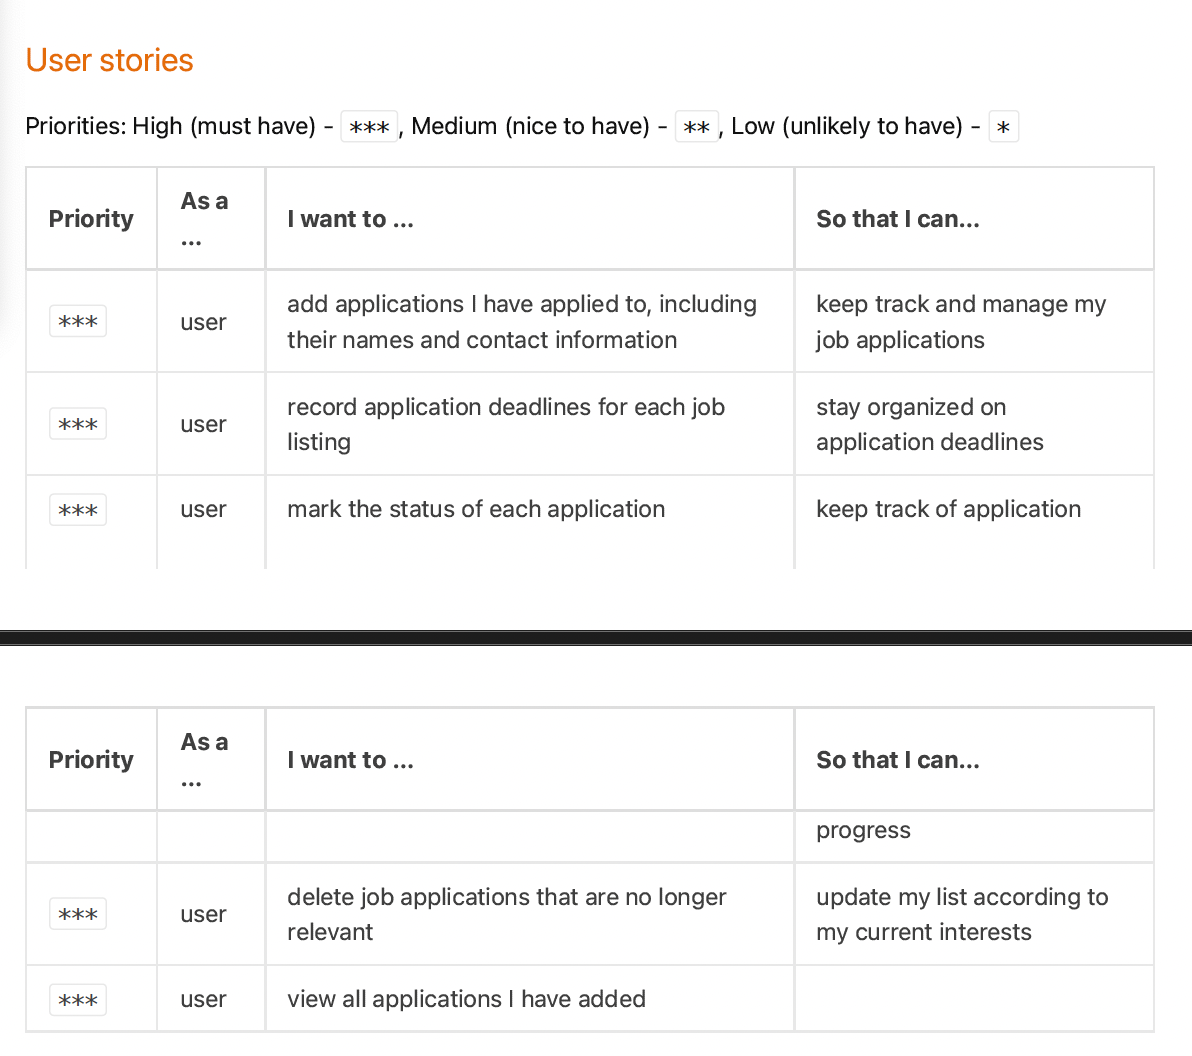 User stories
Priorities: High (must have) - ***, Medium (nice to have) - **, Low (unlikely to have) - *
Priority As a ... I want to ... So that I can...
*** user add applications I have applied to, including their names and contact information keep track and manage my job applications
*** user record application deadlines for each job listing stay organized on application deadlines
*** user mark the status of each application keep track of application
Priority As a ... I want to ... So that I can...
progress
*** user delete job applications that are no longer relevant update my list according to my current interests
*** user view all applications I have added